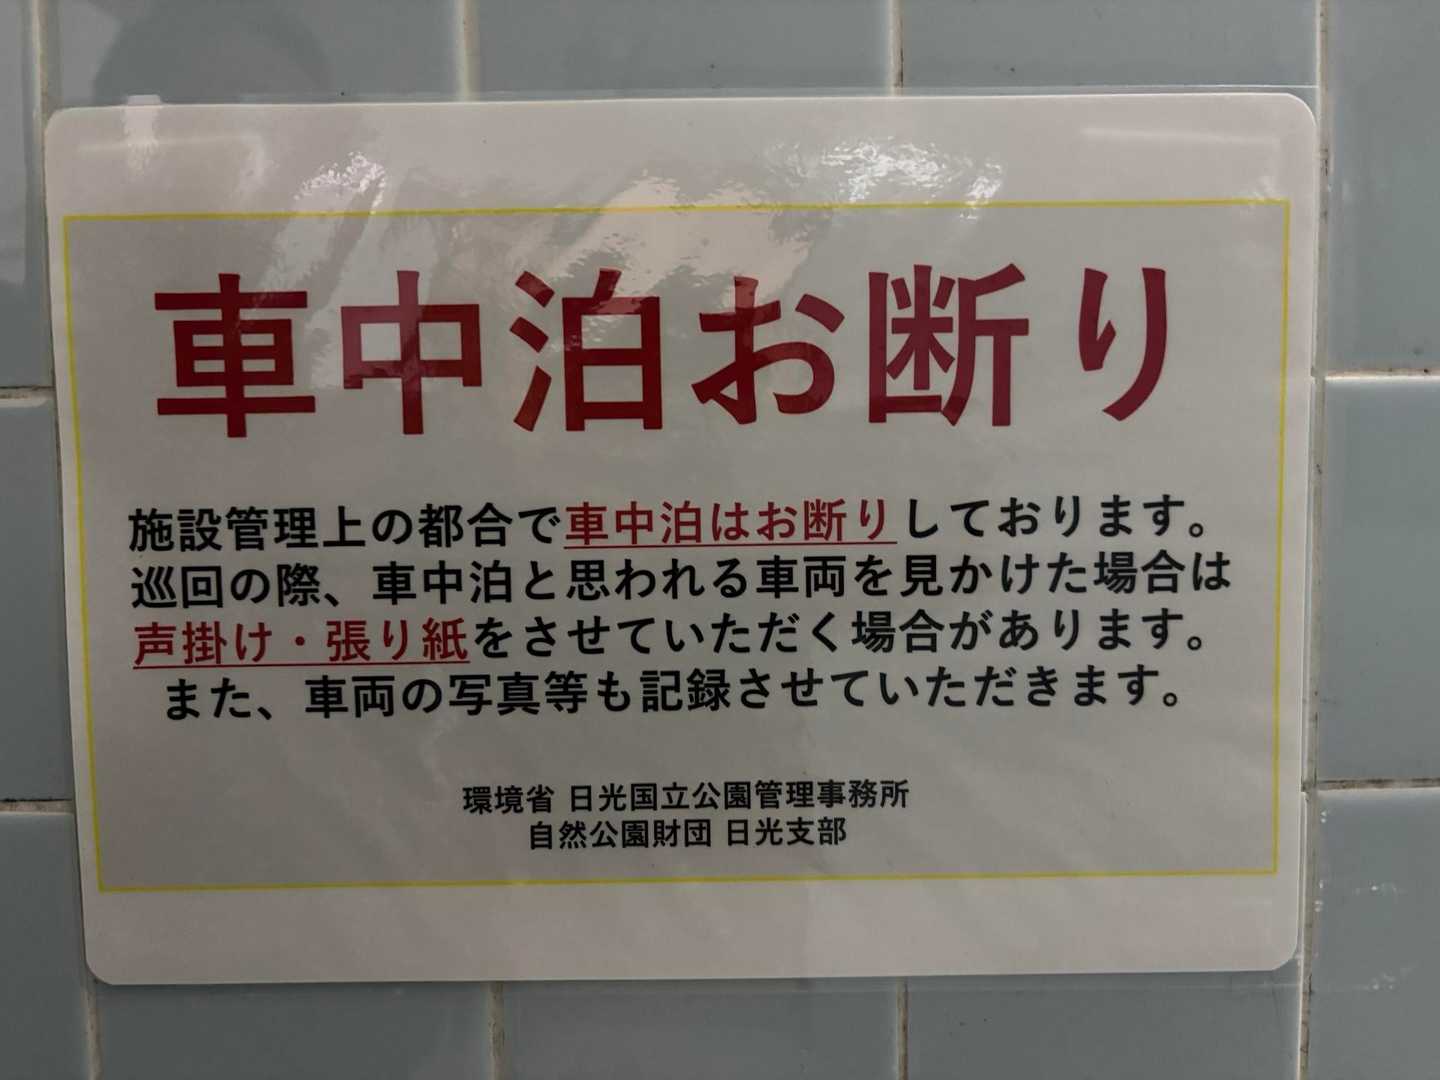 車中泊お断り
施設管理上の都合で車中泊はお断りしております。
巡回の際、車中泊と思われる車両を見かけた場合は
声掛け・張り紙をさせていただく場合があります。
また、車両の写真等も記録させていただきます。
環境省 日光国立公園管理事務所
自然公園財団 日光支部